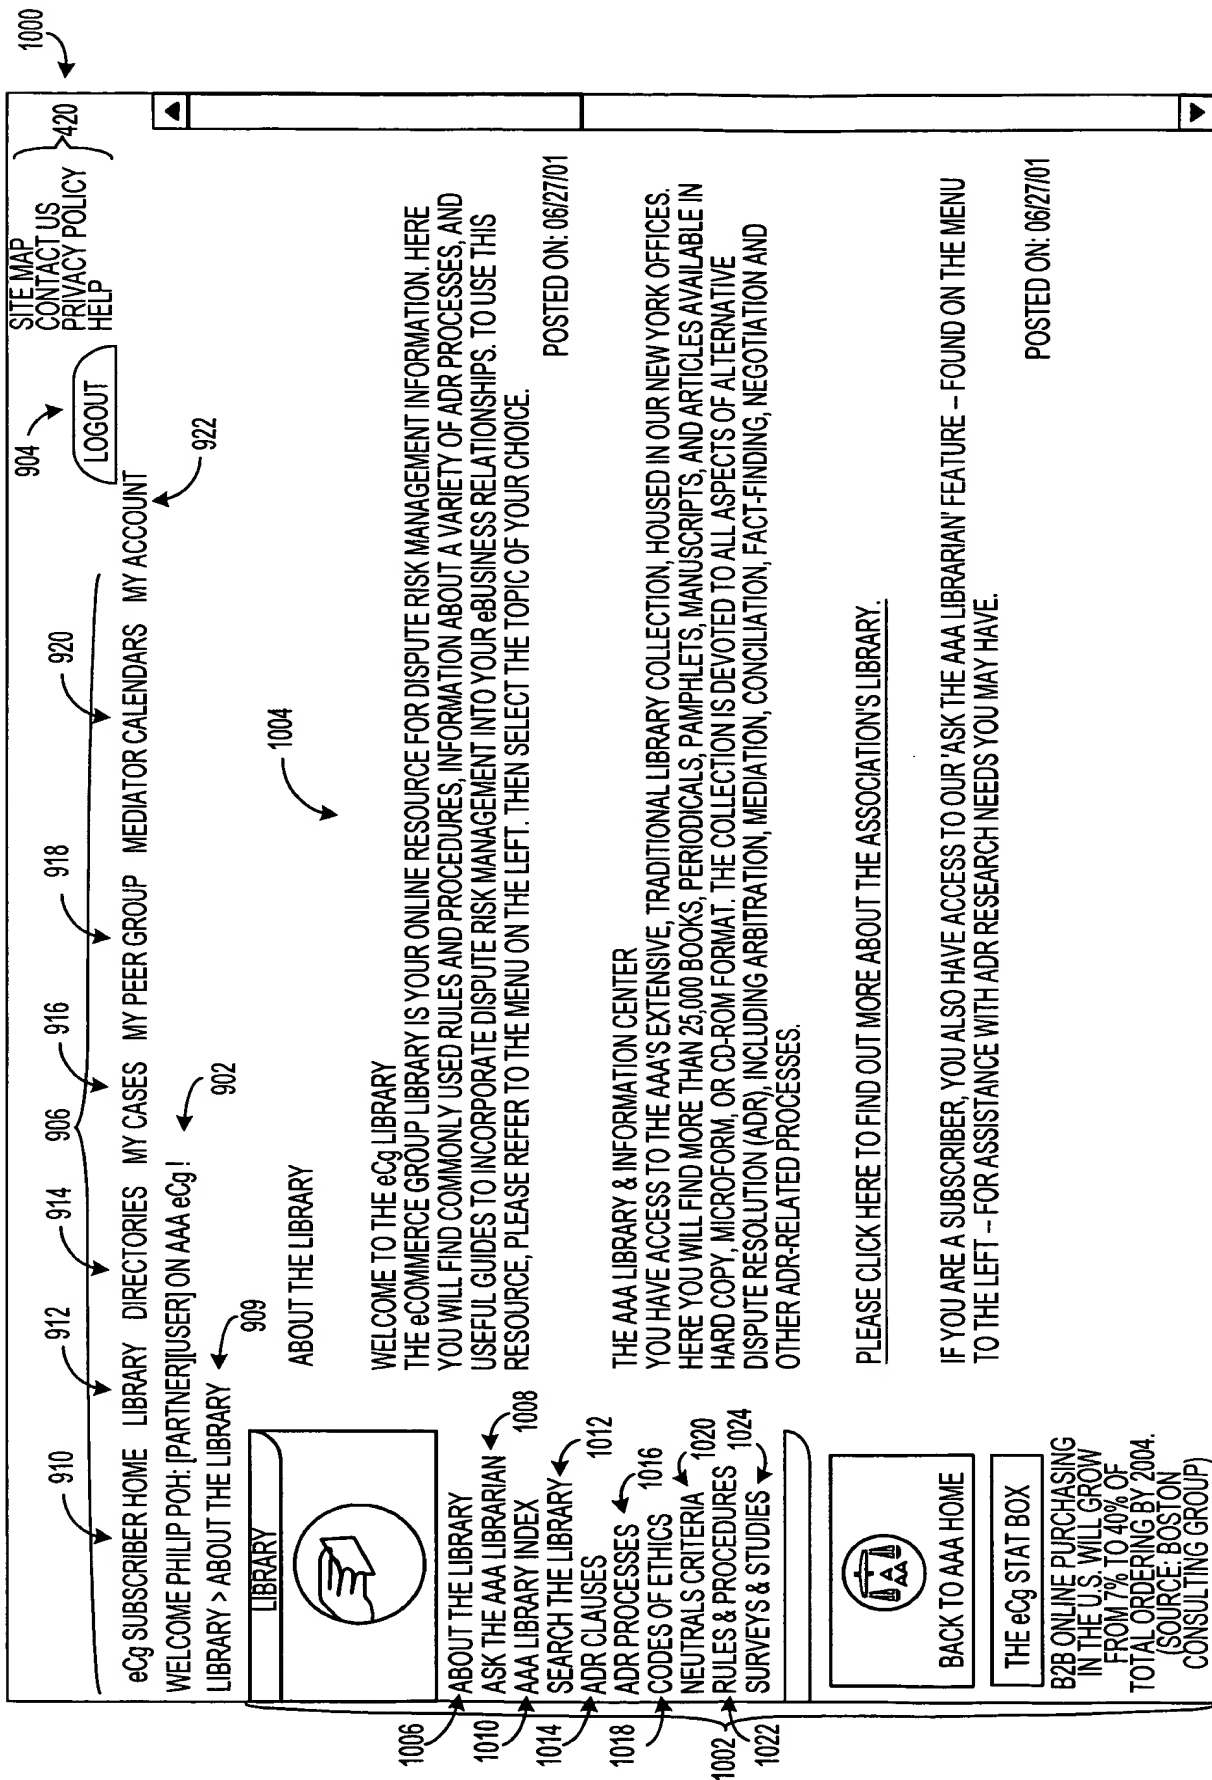 1000
SITE MAP
CONTACT US
PRIVACY POLICY
HELP
420
904
LOGOUT
910
912
914
906
916
918
920
922
eCg SUBSCRIBER HOME LIBRARY DIRECTORIES MY CASES MY PEER GROUP MEDIATOR CALENDARS MY ACCOUNT
WELCOME PHILIP POH: [PARTNER][USER] ON AAA eCg !
902
LIBRARY > ABOUT THE LIBRARY
909
LIBRARY
1006
ABOUT THE LIBRARY
ASK THE AAA LIBRARIAN
1008
1010
AAA LIBRARY INDEX
SEARCH THE LIBRARY
1012
1014
ADR CLAUSES
ADR PROCESSES
1016
1018
CODES OF ETHICS
NEUTRALS CRITERIA
1020
1002
RULES & PROCEDURES
1022
SURVEYS & STUDIES
1024
AAA
BACK TO AAA HOME
THE eCg STAT BOX
B2B ONLINE PURCHASING
IN THE U.S. WILL GROW
FROM 7% TO 40% OF
TOTAL ORDERING BY 2004.
(SOURCE: BOSTON
CONSULTING GROUP)
ABOUT THE LIBRARY
1004
WELCOME TO THE eCg LIBRARY
THE eCOMMERCE GROUP LIBRARY IS YOUR ONLINE RESOURCE FOR DISPUTE RISK MANAGEMENT INFORMATION. HERE
YOU WILL FIND COMMONLY USED RULES AND PROCEDURES, INFORMATION ABOUT A VARIETY OF ADR PROCESSES, AND
USEFUL GUIDES TO INCORPORATE DISPUTE RISK MANAGEMENT INTO YOUR eBUSINESS RELATIONSHIPS. TO USE THIS
RESOURCE, PLEASE REFER TO THE MENU ON THE LEFT. THEN SELECT THE TOPIC OF YOUR CHOICE.
POSTED ON: 06/27/01
THE AAA LIBRARY & INFORMATION CENTER
YOU HAVE ACCESS TO THE AAA'S EXTENSIVE, TRADITIONAL LIBRARY COLLECTION, HOUSED IN OUR NEW YORK OFFICES.
HERE YOU WILL FIND MORE THAN 25,000 BOOKS, PERIODICALS, PAMPHLETS, MANUSCRIPTS, AND ARTICLES AVAILABLE IN
HARD COPY, MICROFORM, OR CD-ROM FORMAT. THE COLLECTION IS DEVOTED TO ALL ASPECTS OF ALTERNATIVE
DISPUTE RESOLUTION (ADR), INCLUDING ARBITRATION, MEDIATION, CONCILIATION, FACT-FINDING, NEGOTIATION AND
OTHER ADR-RELATED PROCESSES.
PLEASE CLICK HERE TO FIND OUT MORE ABOUT THE ASSOCIATION'S LIBRARY.
IF YOU ARE A SUBSCRIBER, YOU ALSO HAVE ACCESS TO OUR 'ASK THE AAA LIBRARIAN' FEATURE – FOUND ON THE MENU
TO THE LEFT – FOR ASSISTANCE WITH ADR RESEARCH NEEDS YOU MAY HAVE.
POSTED ON: 06/27/01